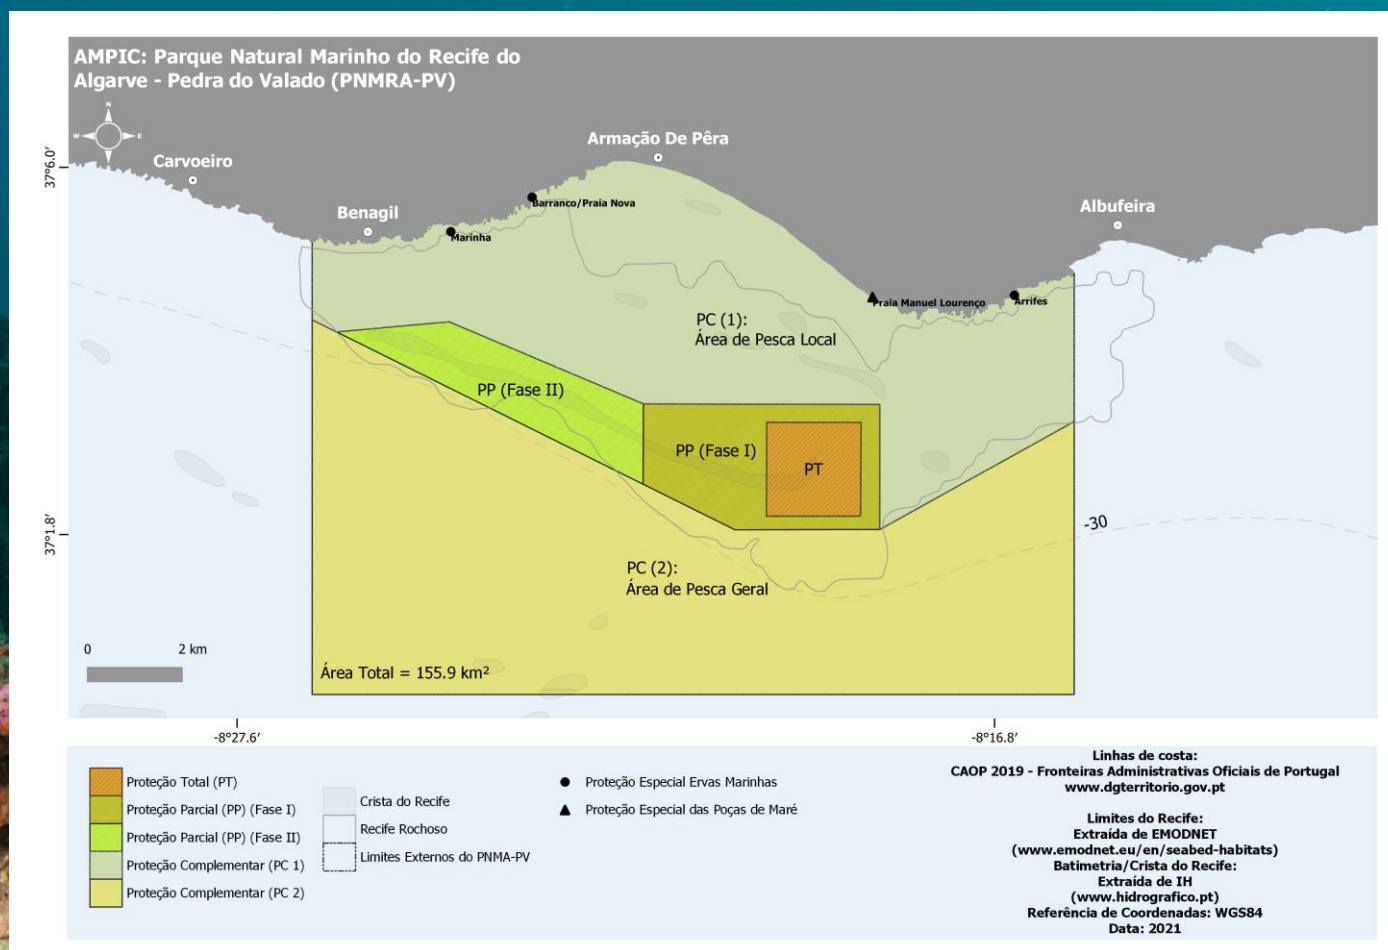 AMPIC: Parque Natural Marinho do Recife do
Algarve - Pedra do Valado (PNMRA-PV)
N
W
E
S
Carvoeiro
Armação De Pêra
Benagil
Albufeira
Barranco/Praia Nova
Marinha
Praia Manuel Lourenço
Arrifes
37°6.0'
37°1.8'
PC (1):
Área de Pesca Local
PP (Fase II)
PP (Fase I)
PT
-30
PC (2):
Área de Pesca Geral
0
2 km
Área Total = 155.9 km²
-8°27.6'
-8°16.8'
Proteção Total (PT)
Proteção Parcial (PP) (Fase I)
Proteção Parcial (PP) (Fase II)
Proteção Complementar (PC 1)
Proteção Complementar (PC 2)
Crista do Recife
Recife Rochoso
Limites Externos do PNMA-PV
Proteção Especial Ervas Marinhas
Proteção Especial das Poças de Maré
Linhas de costa:
CAOP 2019 - Fronteiras Administrativas Oficiais de Portugal
www.dgterritorio.gov.pt
Limites do Recife:
Extraída de EMODNET
(www.emodnet.eu/en/seabed-habitats)
Batimetria/Crista do Recife:
Extraída de IH
(www.hidrografico.pt)
Referência de Coordenadas: WGS84
Data: 2021